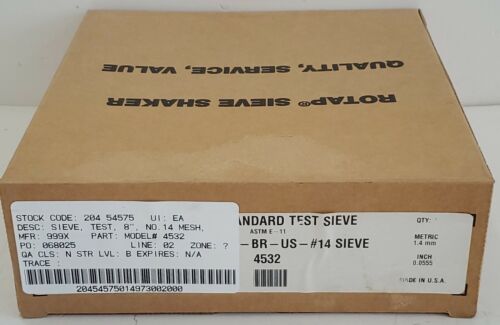 QUALITY, SERVICE, VALUE
ROTAP® SIEVE SHAKER
STOCK CODE: 204 54575 UI: EA
DESC: SIEVE, TEST, 8", NO.14 MESH,
MFR: 999X PART: MODEL# 4532
PO: 068025 LINE: 02 ZONE: ?
QA CLS: N STR LVL: B EXPIRES: N/A
TRACE :
20454575014973002000
ANDARD TEST SIEVE
ASTM E-11
-BR-US-#14 SIEVE
4532
QTY:
METRIC
1.4 mm
INCH
0.0555
MADE IN U.S.A.